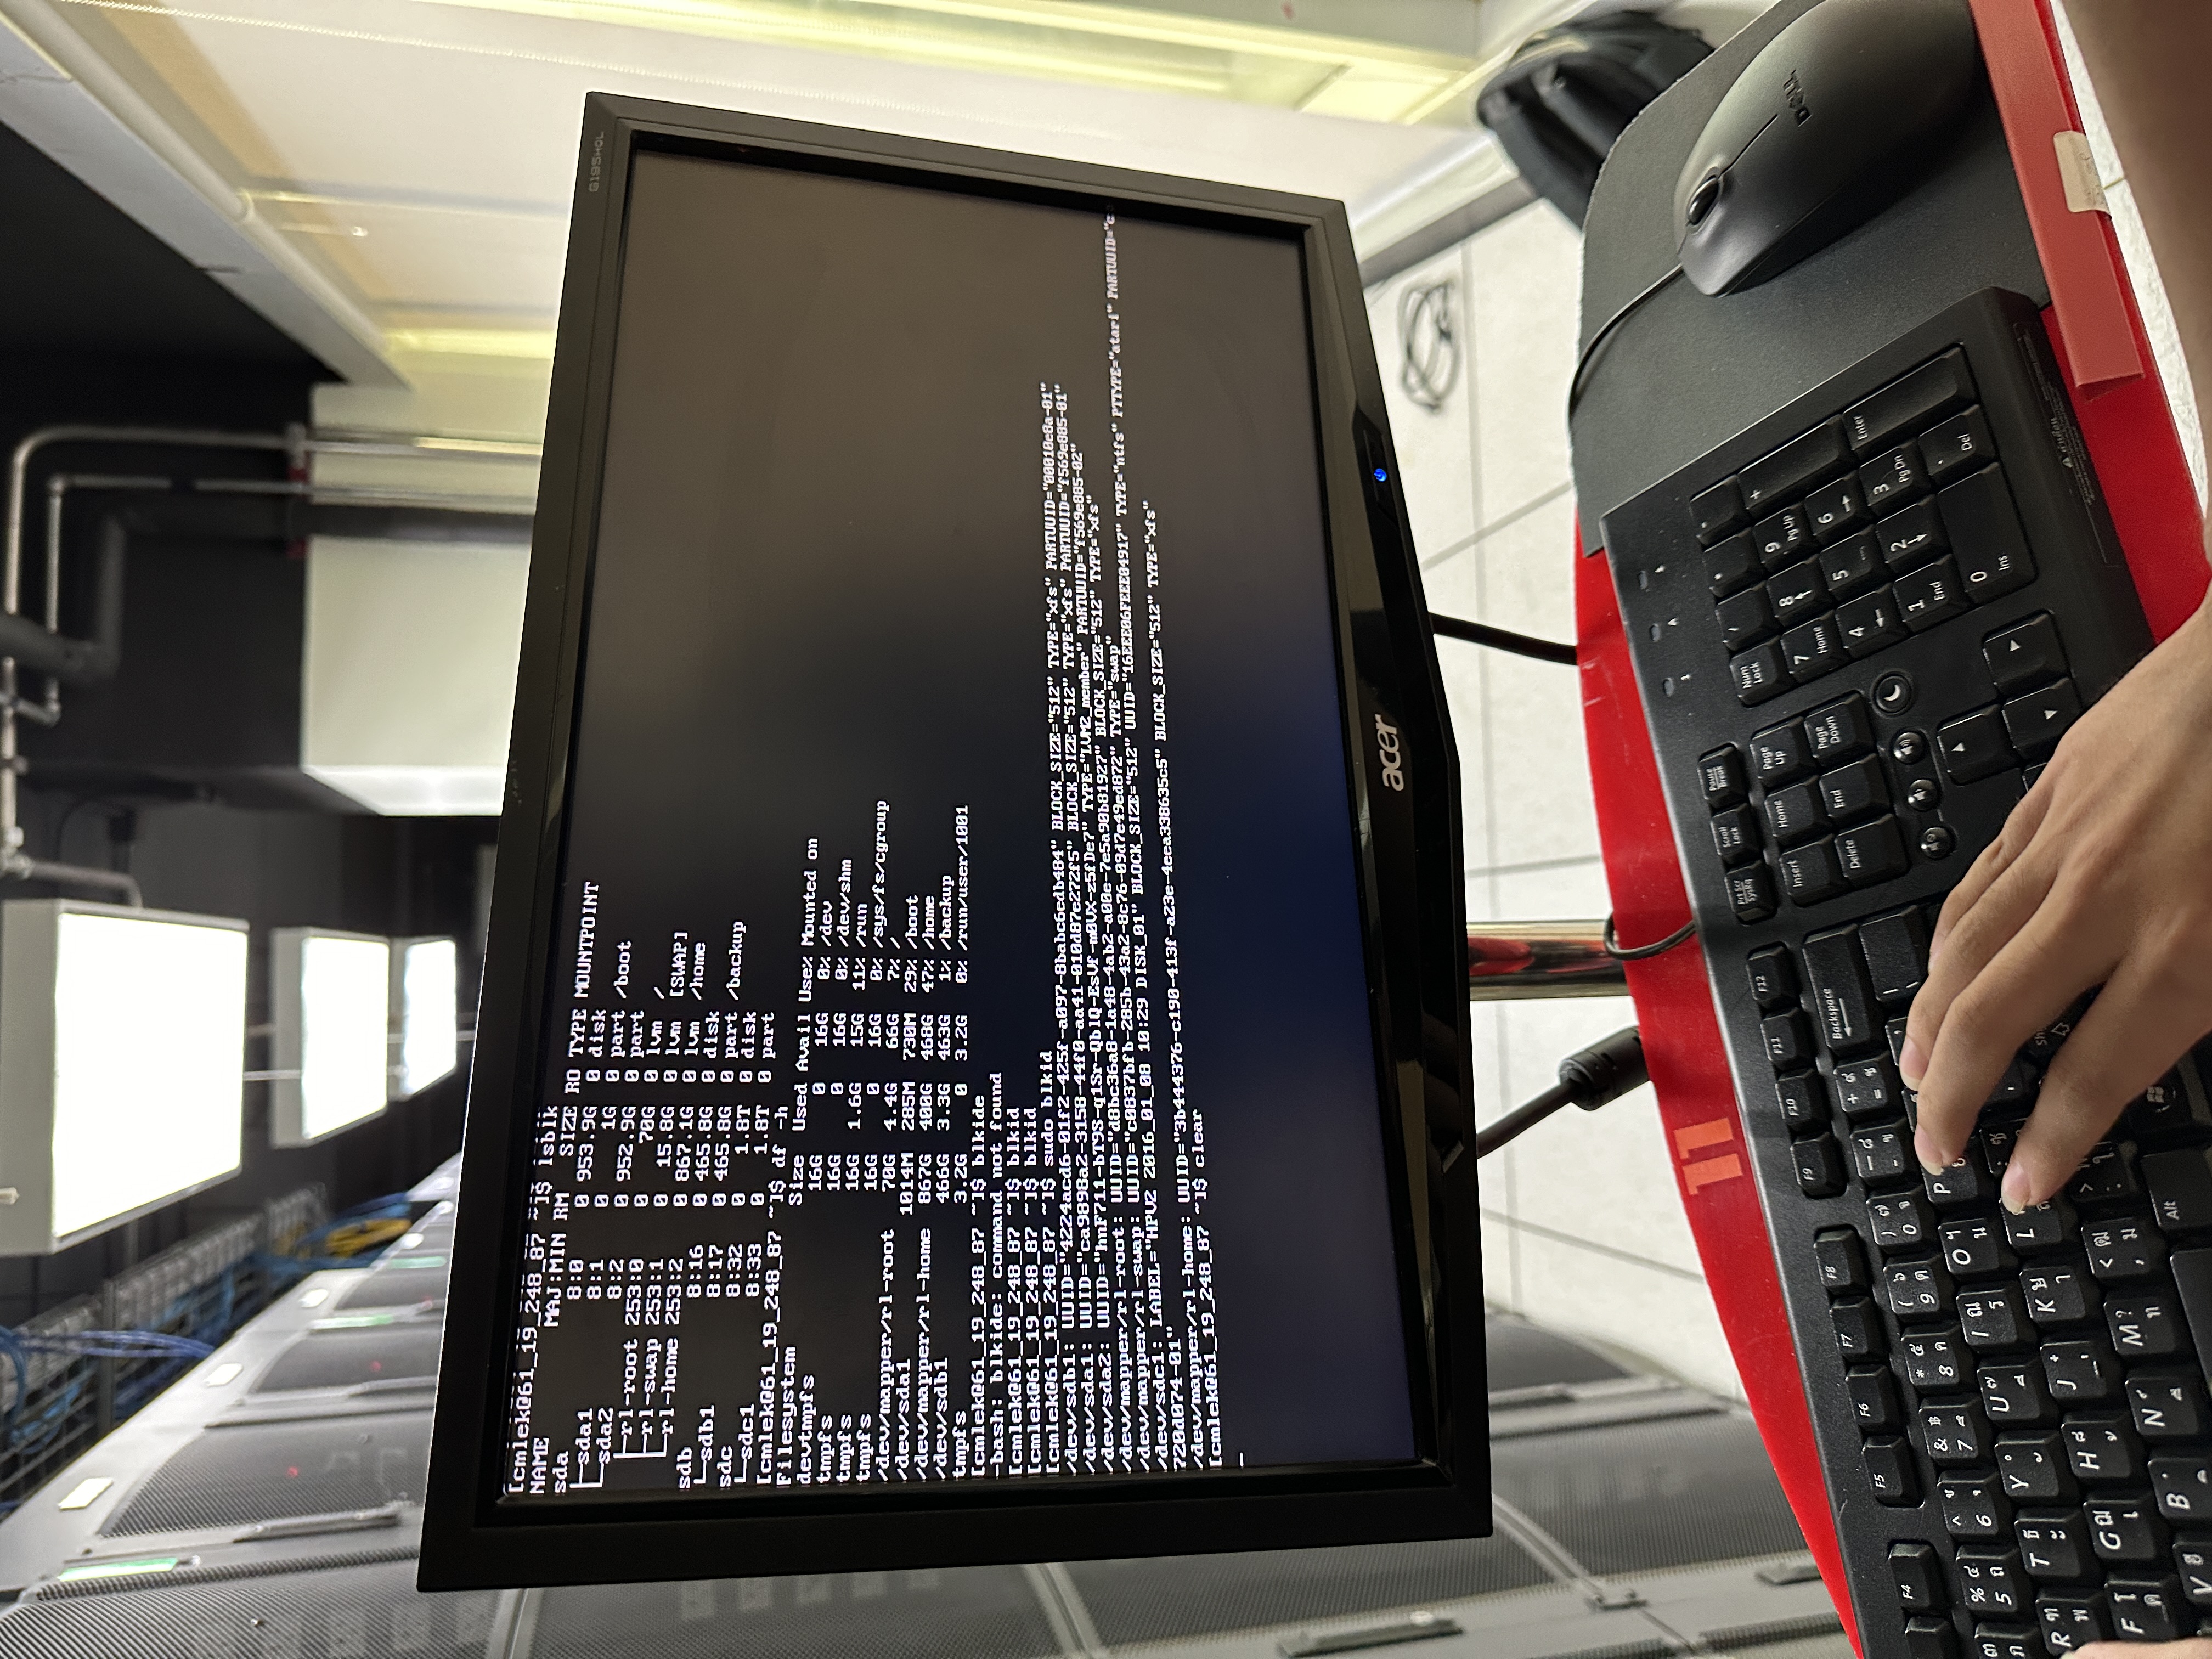 [cmlek@61_19_248_87 ~]$ lsblk
NAME MAJ:MIN RM SIZE RO TYPE MOUNTPOINT
sda 8:0 0 953.9G 0 disk
├─sda1 8:1 0 1G 0 part /boot
└─sda2 8:2 0 952.9G 0 part
├─rl-root 253:0 0 70G 0 lvm /
├─rl-swap 253:1 0 15.8G 0 lvm [SWAP]
└─rl-home 253:2 0 867.1G 0 lvm /home
sdb 8:16 0 465.8G 0 disk
└─sdb1 8:17 0 465.8G 0 part /backup
sdc 8:32 0 1.8T 0 disk
└─sdc1 8:33 0 1.8T 0 part
[cmlek@61_19_248_87 ~]$ df -h
Filesystem Size Used Avail Use% Mounted on
devtmpfs 16G 0 16G 0% /dev
tmpfs 16G 0 16G 0% /dev/shm
tmpfs 16G 1.6G 15G 11% /run
tmpfs 16G 0 16G 0% /sys/fs/cgroup
/dev/mapper/rl-root 70G 4.4G 66G 7% /
/dev/sda1 1014M 285M 730M 29% /boot
/dev/mapper/rl-home 867G 400G 468G 47% /home
/dev/sdb1 466G 3.3G 463G 1% /backup
tmpfs 3.2G 0 3.2G 0% /run/user/1001
[cmlek@61_19_248_87 ~]$ blkide
-bash: blkide: command not found
[cmlek@61_19_248_87 ~]$ blkid
[cmlek@61_19_248_87 ~]$ blkid
[cmlek@61_19_248_87 ~]$ sudo blkid
/dev/sdb1: UUID="4224acd6-01f2-425f-a097-8babc6edb484" BLOCK_SIZE="512" TYPE="xfs" PARTUUID="00010e8a-01"
/dev/sda1: UUID="ca9898a2-3158-44f0-aa41-010d87e272f5" BLOCK_SIZE="512" TYPE="xfs" PARTUUID="f569e885-01"
/dev/sda2: UUID="hnF711-bT9S-q1Sr-QblQ-EsVf-m0VX-z5fDe7" TYPE="LVM2_member" PARTUUID="f569e885-02"
/dev/mapper/rl-root: UUID="d8bc36a8-1a48-4ab2-a00e-7e5a90b81927" BLOCK_SIZE="512" TYPE="xfs"
/dev/mapper/rl-swap: UUID="c0837bfb-285b-43a2-8c76-09d7e49ed872" TYPE="swap"
/dev/sdc1: LABEL="HPV2 2016_01_08 10:29 DISK_01" BLOCK_SIZE="512" UUID="16EEE06FEEE04917" TYPE="ntfs" PTTYPE="atari" PARTUUID="c
720d074-01"
/dev/mapper/rl-home: UUID="3b444376-c190-413f-a23e-4eea338635c5" BLOCK_SIZE="512" TYPE="xfs"
[cmlek@61_19_248_87 ~]$ clear
G195HQL
acer
11
Prt Scr SysRq Scroll Lock Pause Break
F4 F5 F6 F7 F8 F9 F10 F11 F12
Insert Home Page Up Num Lock / * -
Backspace
Delete End Page Down
7 Home 8 9 Pg Up +
4 5 6
1 End 2 3 Pg Dn Enter
0 Ins . Del
% 5 ^ 6 & 7 * 8 ( 9 ) 0
R T Y U I O P
F G H J K L
V B N M < >
Alt
DELL